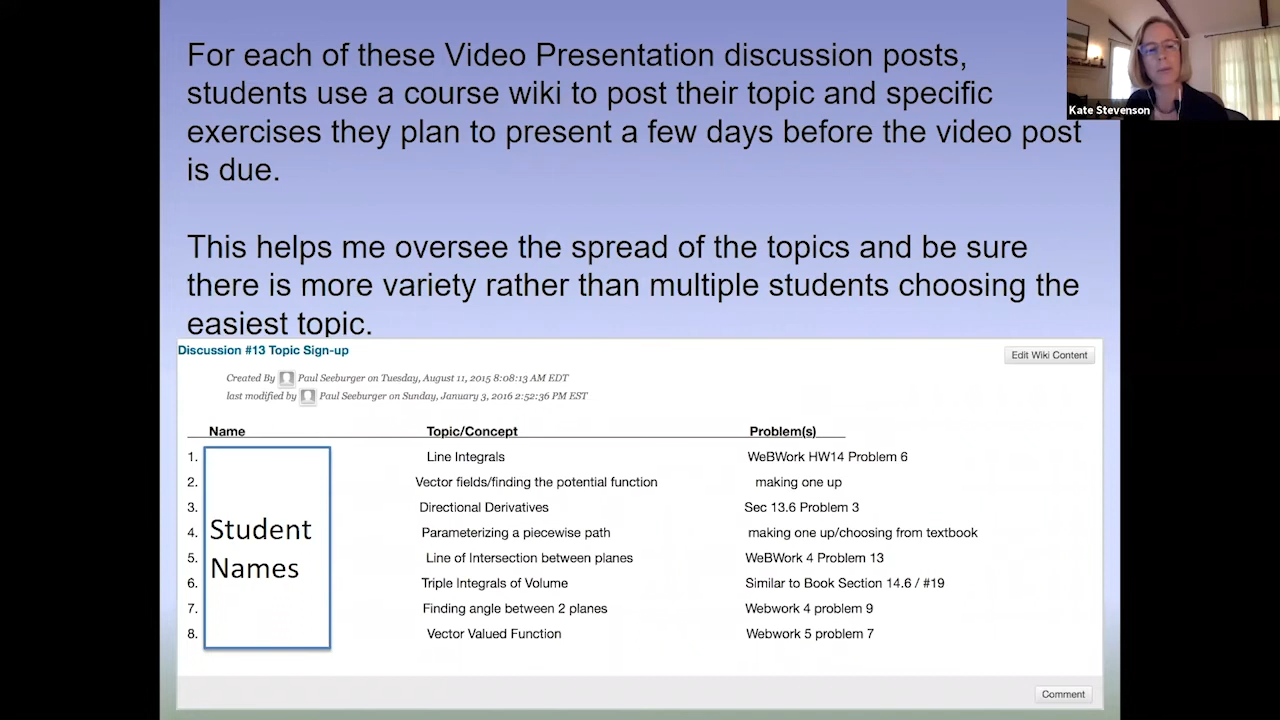 For each of these Video Presentation discussion posts,
students use a course wiki to post their topic and specific
exercises they plan to present a few days before the video post
is due.
Kate Stevenson
This helps me oversee the spread of the topics and be sure
there is more variety rather than multiple students choosing the
easiest topic.
Discussion #13 Topic Sign-up
Edit Wiki Content
Created By Paul Seeburger on Tuesday, August 11, 2015 8:08:13 AM EDT
last modified by Paul Seeburger on Sunday, January 3, 2016 2:52:36 PM EST
Name Topic/Concept Problem(s)
1. Line Integrals WeBWork HW14 Problem 6
2. Vector fields/finding the potential function making one up
3. Directional Derivatives Sec 13.6 Problem 3
4. Parameterizing a piecewise path making one up/choosing from textbook
5. Line of Intersection between planes WeBWork 4 Problem 13
6. Triple Integrals of Volume Similar to Book Section 14.6 / #19
7. Finding angle between 2 planes Webwork 4 problem 9
8. Vector Valued Function Webwork 5 problem 7
Student
Names
Comment